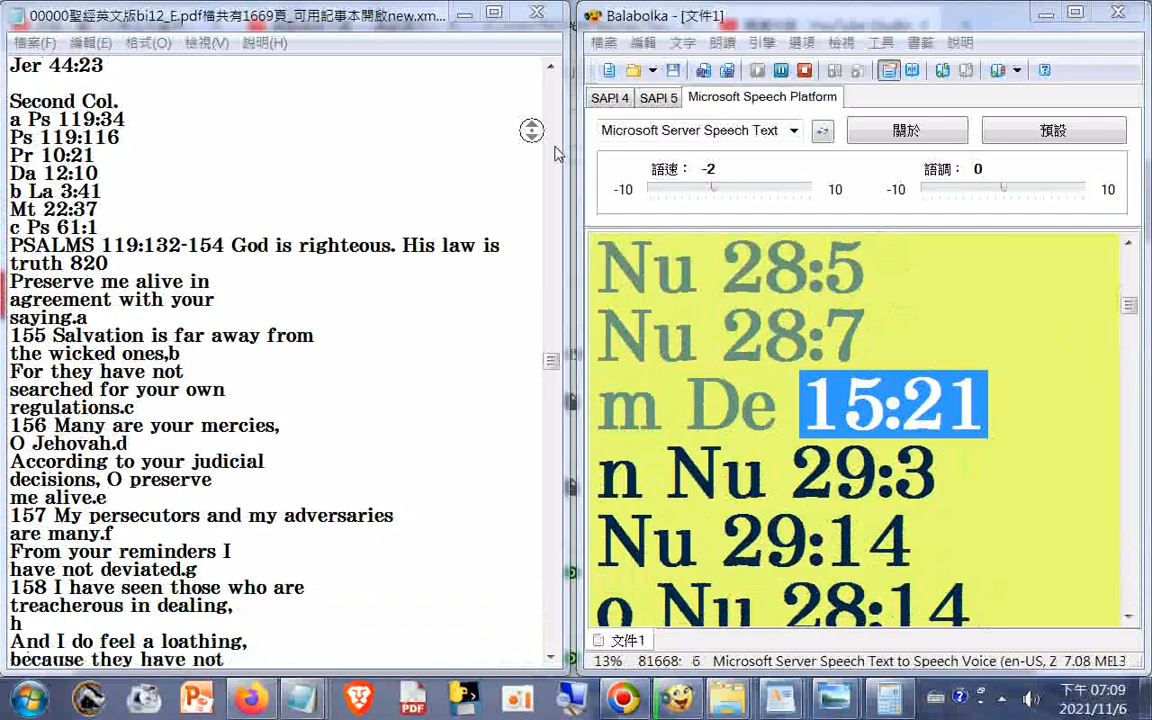 00000聖經英文版bi12_E.pdf檔共有1669頁_可用記事本開啟new.xm...
檔案(F) 編輯(E) 格式(O) 檢視(V) 說明(H)
Jer 44:23
Second Col.
a Ps 119:34
Ps 119:116
Pr 10:21
Da 12:10
b La 3:41
Mt 22:37
c Ps 61:1
PSALMS 119:132-154 God is righteous. His law is
truth 820
Preserve me alive in
agreement with your
saying.a
155 Salvation is far away from
the wicked ones,b
For they have not
searched for your own
regulations.c
156 Many are your mercies,
O Jehovah.d
According to your judicial
decisions, O preserve
me alive.e
157 My persecutors and my adversaries
are many.f
From your reminders I
have not deviated.g
158 I have seen those who are
treacherous in dealing,
h
And I do feel a loathing,
because they have not
Balabolka - [文件1]
檔案 編輯 文字 朗讀 引擎 選項 檢視 工具 書籤 說明
SAPI 4 SAPI 5 Microsoft Speech Platform
Microsoft Server Speech Text 關於 預設
語速： -2 語調： 0
-10 10 -10 10
Nu 28:5
Nu 28:7
m De 15:21
n Nu 29:3
Nu 29:14
o Nu 28:14
文件1
13% 81668: 6 Microsoft Server Speech Text to Speech Voice (en-US, Z 7.08 ME13
PDF
下午 07:09
2021/11/6